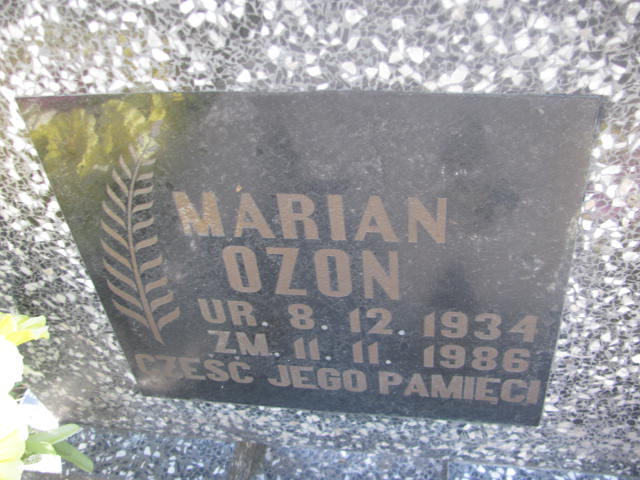 MARIAN
OZON
UR. 8. 12. 1934
ZM. 11. 11. 1986
CZEŚĆ JEGO PAMIĘCI